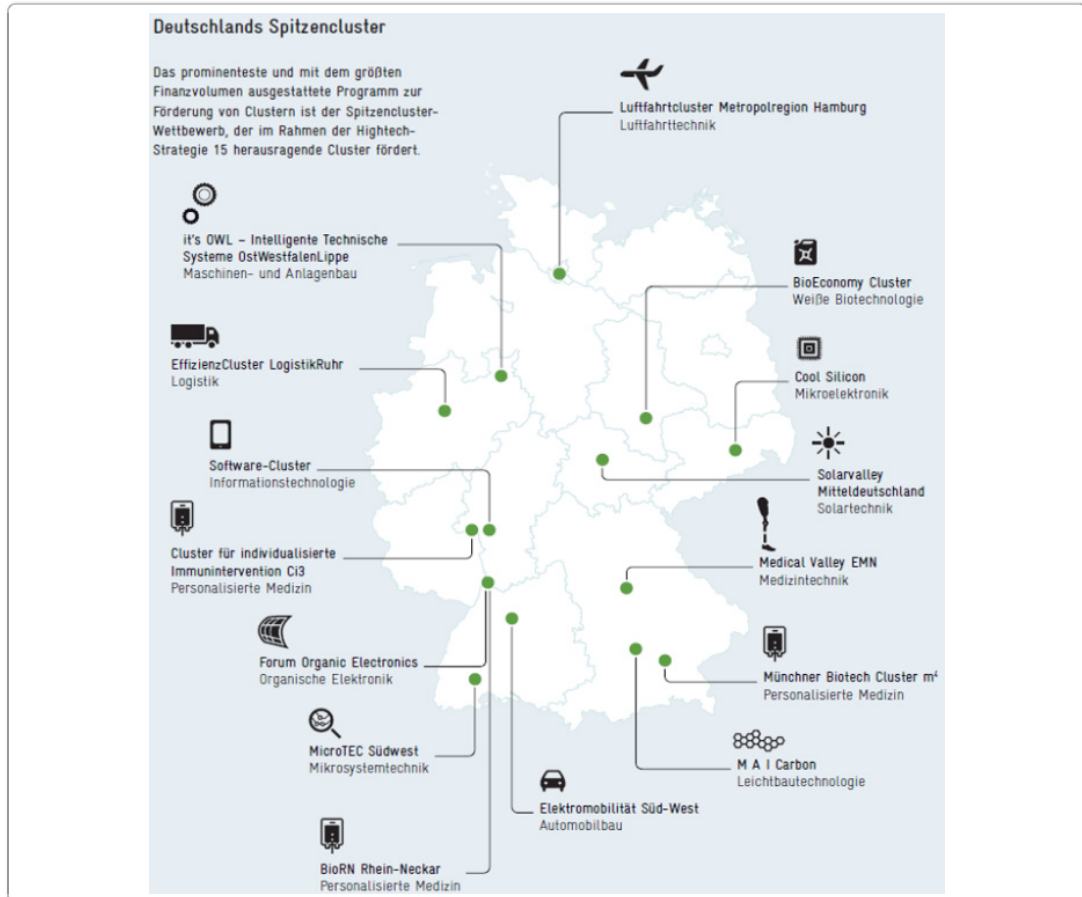 Deutschlands Spitzencluster
Das prominenteste und mit dem größten
Finanzvolumen ausgestattete Programm zur
Förderung von Clustern ist der Spitzencluster-
Wettbewerb, der im Rahmen der Hightech-
Strategie 15 herausragende Cluster fördert.
Luftfahrtcluster Metropolregion Hamburg
Luftfahrttechnik
it's OWL – Intelligente Technische
Systeme OstWestfalenLippe
Maschinen- und Anlagenbau
BioEconomy Cluster
Weiße Biotechnologie
EffizienzCluster LogistikRuhr
Logistik
Cool Silicon
Mikroelektronik
Software-Cluster
Informationstechnologie
Solarvalley
Mitteldeutschland
Solartechnik
Cluster für individualisierte
Immunintervention Ci3
Personalisierte Medizin
Medical Valley EMN
Medizintechnik
Forum Organic Electronics
Organische Elektronik
Münchner Biotech Cluster m⁴
Personalisierte Medizin
MicroTEC Südwest
Mikrosystemtechnik
M A I Carbon
Leichtbautechnologie
Elektromobilität Süd-West
Automobilbau
BioRN Rhein-Neckar
Personalisierte Medizin